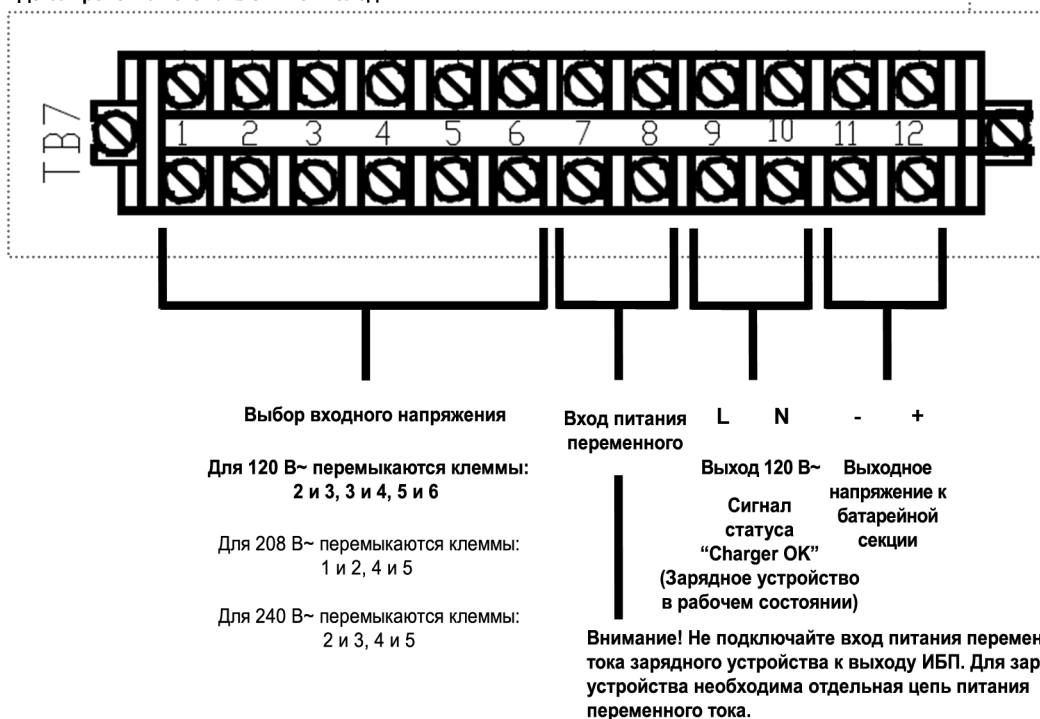 TB7
1 2 3 4 5 6 7 8 9 10 11 12
Выбор входного напряжения
Для 120 В~ перемыкаются клеммы:
2 и 3, 3 и 4, 5 и 6
Для 208 В~ перемыкаются клеммы:
1 и 2, 4 и 5
Для 240 В~ перемыкаются клеммы:
2 и 3, 4 и 5
Вход питания
переменного
L N
Выход 120 В~
Сигнал
статуса
“Charger OK”
(Зарядное устройство
в рабочем состоянии)
- +
Выходное
напряжение к
батарейной
секции
Внимание! Не подключайте вход питания перемен
тока зарядного устройства к выходу ИБП. Для зар
устройства необходима отдельная цепь питания
переменного тока.